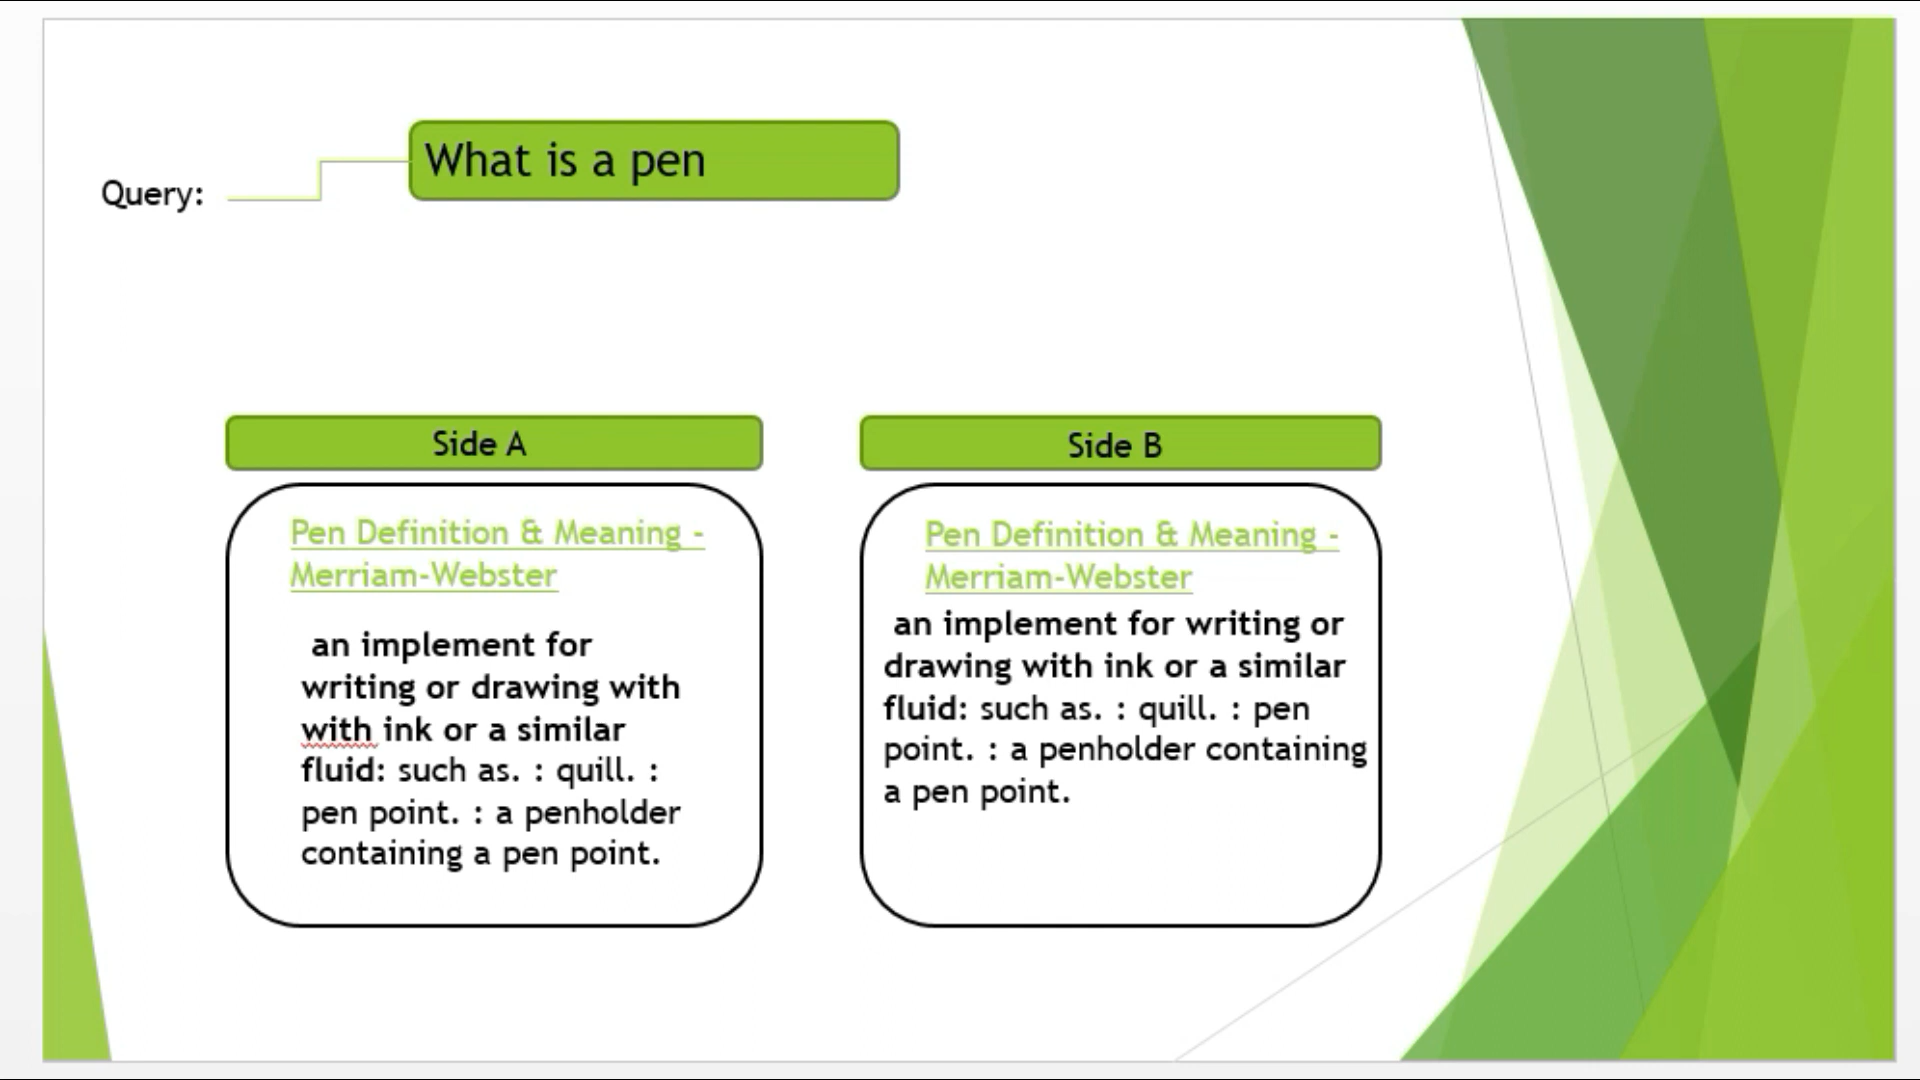 What is a pen
Query:
Side A
Pen Definition & Meaning -
Merriam-Webster
an implement for
writing or drawing with
with ink or a similar
fluid: such as. : quill. :
pen point. : a penholder
containing a pen point.
Side B
Pen Definition & Meaning -
Merriam-Webster
an implement for writing or
drawing with ink or a similar
fluid: such as. : quill. : pen
point. : a penholder containing
a pen point.